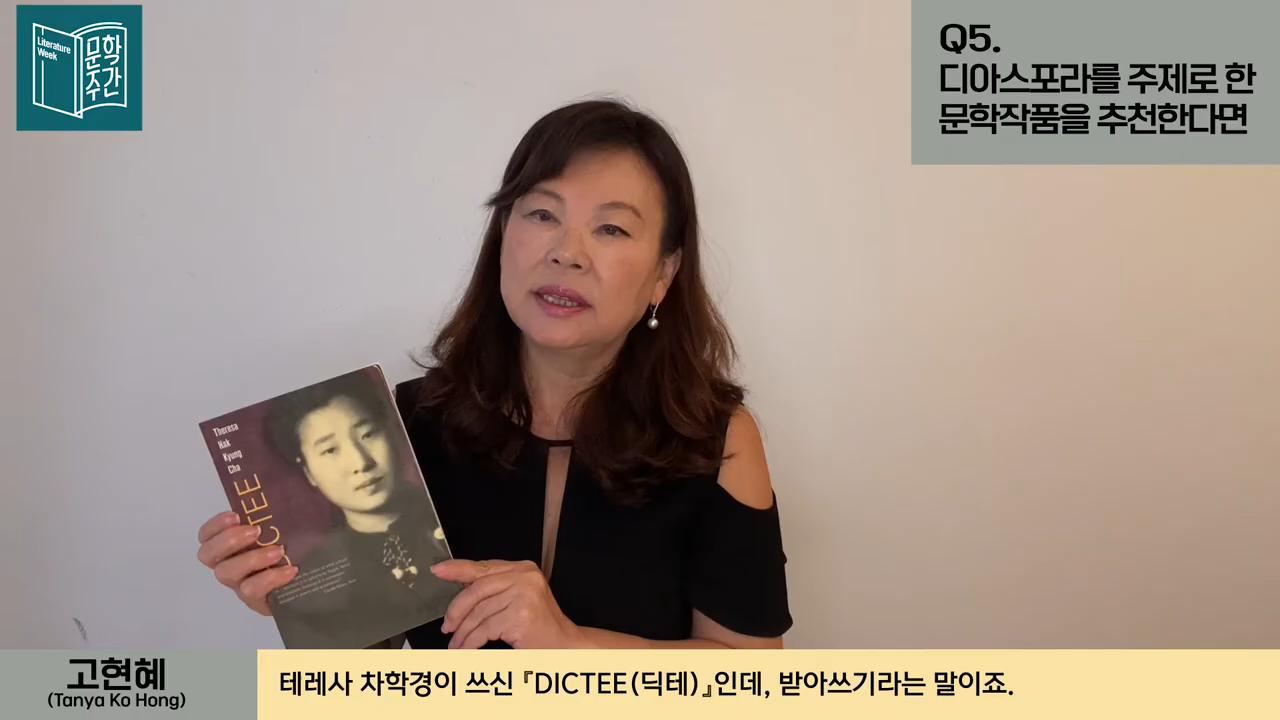 Literature
Week
문학
주간
Q5.
디아스포라를 주제로 한
문학작품을 추천한다면
Theresa
Hak
Kyung
Cha
DICTEE
고현혜
(Tanya Ko Hong)
테레사 차학경이 쓰신 『DICTEE(딕테)』인데, 받아쓰기라는 말이죠.